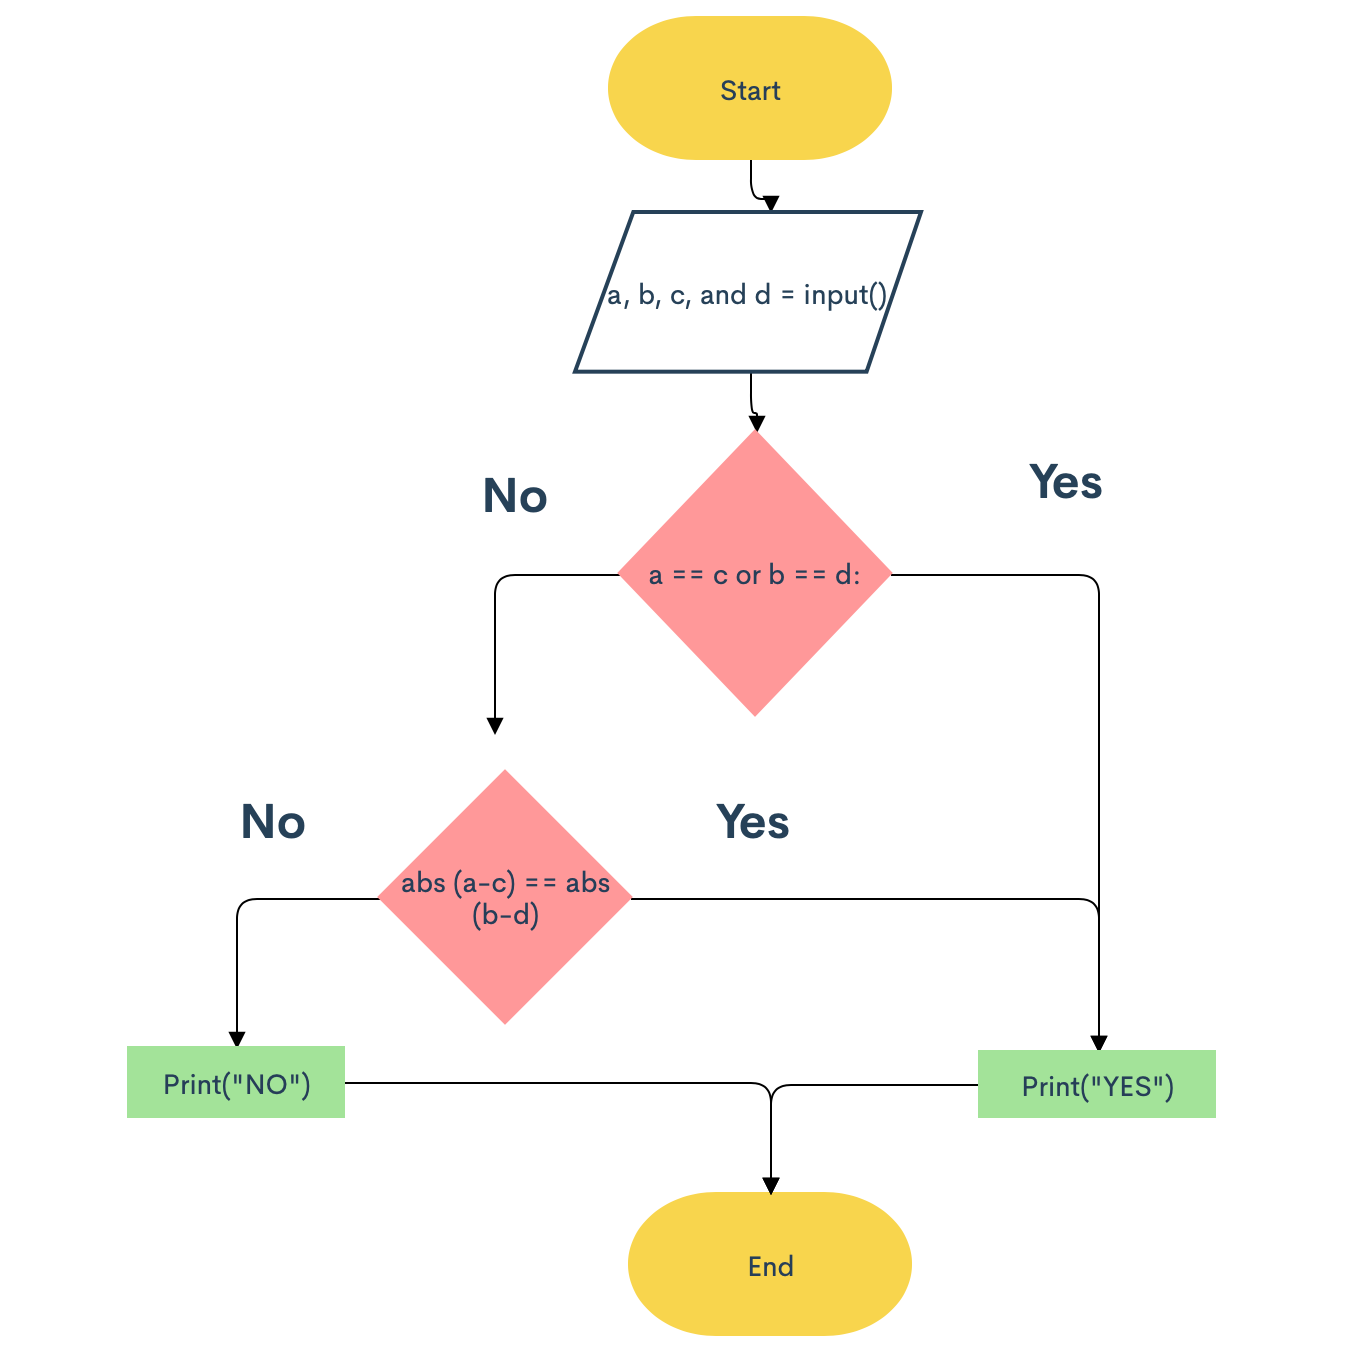 Start
a, b, c, and d = input()
No
Yes
a == c or b == d:
No
Yes
abs (a-c) == abs
(b-d)
Print("NO")
Print("YES")
End